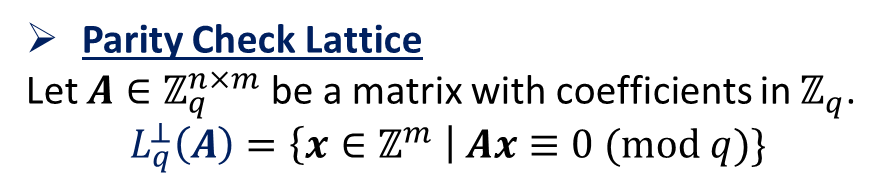 ➢ Parity Check Lattice
Let 𝑨 ∈ ℤ_q^{n×m} be a matrix with coefficients in ℤ_q.
L_q^⊥(𝑨) = {𝒙 ∈ ℤ^m | 𝑨𝒙 ≡ 0 (mod q)}